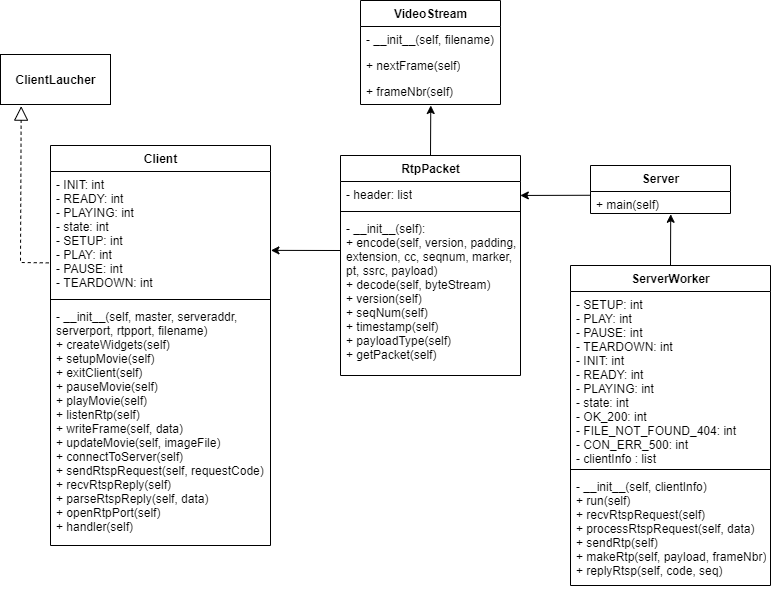 VideoStream
- __init__(self, filename)
+ nextFrame(self)
+ frameNbr(self)
ClientLaucher
Client
- INIT: int
- READY: int
- PLAYING: int
- state: int
- SETUP: int
- PLAY: int
- PAUSE: int
- TEARDOWN: int
- __init__(self, master, serveraddr,
serverport, rtpport, filename)
+ createWidgets(self)
+ setupMovie(self)
+ exitClient(self)
+ pauseMovie(self)
+ playMovie(self)
+ listenRtp(self)
+ writeFrame(self, data)
+ updateMovie(self, imageFile)
+ connectToServer(self)
+ sendRtspRequest(self, requestCode)
+ recvRtspReply(self)
+ parseRtspReply(self, data)
+ openRtpPort(self)
+ handler(self)
RtpPacket
- header: list
- __init__(self):
+ encode(self, version, padding,
extension, cc, seqnum, marker,
pt, ssrc, payload)
+ decode(self, byteStream)
+ version(self)
+ seqNum(self)
+ timestamp(self)
+ payloadType(self)
+ getPacket(self)
Server
+ main(self)
ServerWorker
- SETUP: int
- PLAY: int
- PAUSE: int
- TEARDOWN: int
- INIT: int
- READY: int
- PLAYING: int
- state: int
- OK_200: int
- FILE_NOT_FOUND_404: int
- CON_ERR_500: int
- clientInfo : list
- __init__(self, clientInfo)
+ run(self)
+ recvRtspRequest(self)
+ processRtspRequest(self, data)
+ sendRtp(self)
+ makeRtp(self, payload, frameNbr)
+ replyRtsp(self, code, seq)